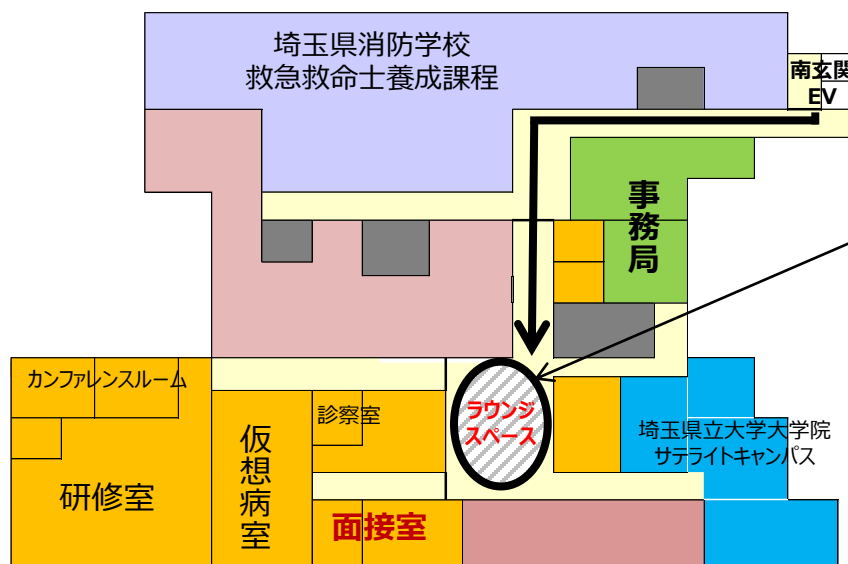 埼玉県消防学校
救急救命士養成課程
南玄関
EV
事務局
カンファレンスルーム
診察室
ラウンジ
スペース
埼玉県立大学大学院
サテライトキャンパス
仮想病室
研修室
面接室